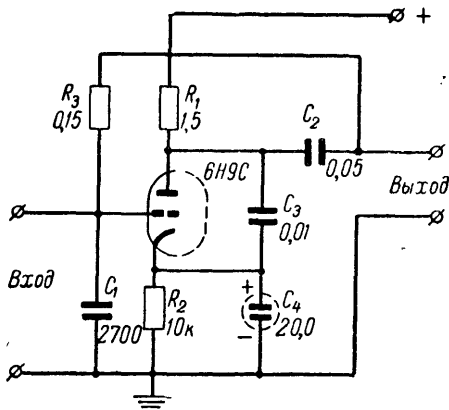 +
R3
0,15
R1
1,5
C2
0,05
6Н9С
Выход
C3
0,01
Вход
C1
2700
R2
10к
+
C4
20,0
−